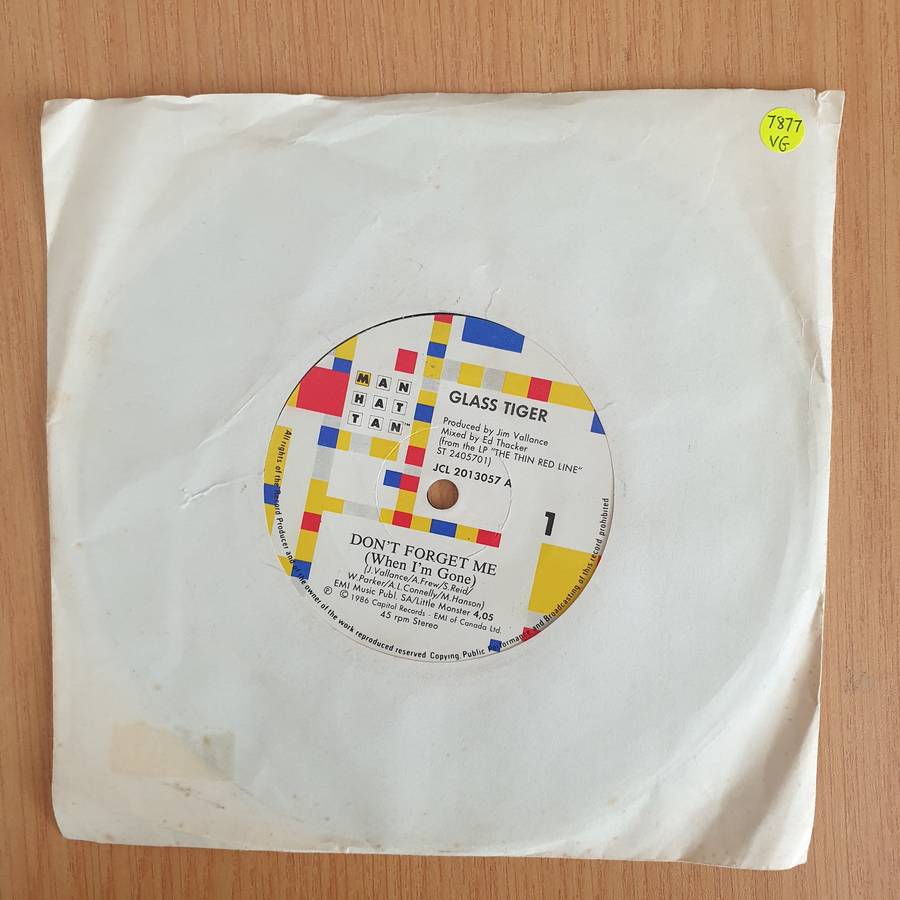 7877
VG
MAN
HAT
TAN™
GLASS TIGER
Produced by Jim Vallance
Mixed by Ed Thacker
(from the LP "THE THIN RED LINE"
ST 2405701)
JCL 2013057 A
1
DON'T FORGET ME
(When I'm Gone)
(J.Vallance/A.Frew/S.Reid/
W.Parker/A.L.Connelly/M.Hanson)
EMI Music Publ. SA/Little Monster 4,05
℗ © 1986 Capitol Records - EMI of Canada Ltd.
45 rpm Stereo
All rights of the Record Producer and of the owner of the work reproduced reserved Copying. Public Performance and Broadcasting of this record prohibited